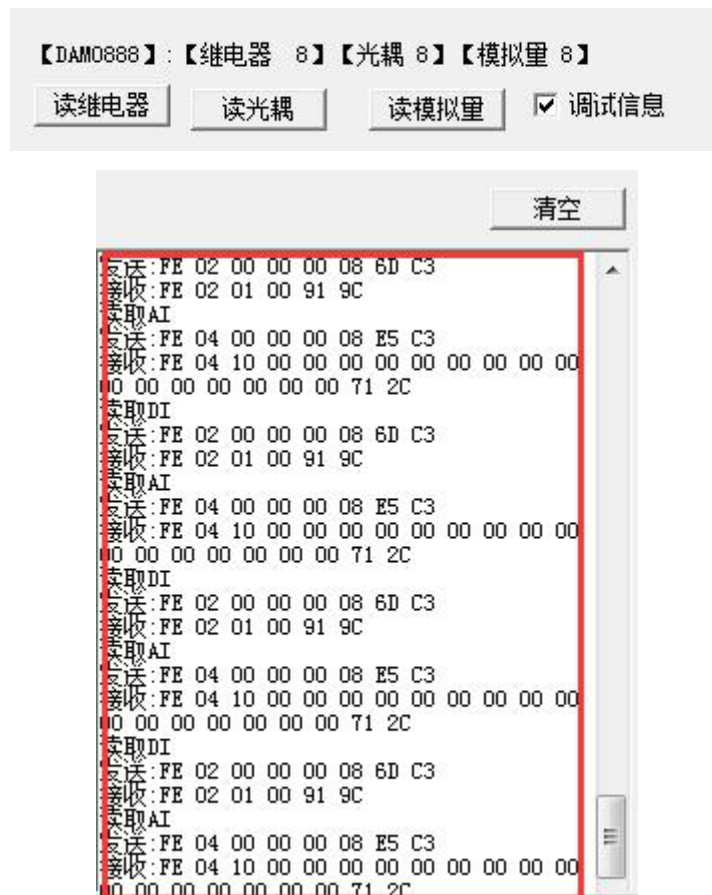 【DAM0888】:【继电器 8】【光耦 8】【模拟量 8】
读继电器 读光耦 读模拟量 调试信息
清空
发送:FE 02 00 00 00 08 6D C3
接收:FE 02 01 00 91 9C
读取AI
发送:FE 04 00 00 00 08 E5 C3
接收:FE 04 10 00 00 00 00 00 00 00 00 00
00 00 00 00 00 00 00 71 2C
读取DI
发送:FE 02 00 00 00 08 6D C3
接收:FE 02 01 00 91 9C
读取AI
发送:FE 04 00 00 00 08 E5 C3
接收:FE 04 10 00 00 00 00 00 00 00 00 00
00 00 00 00 00 00 00 71 2C
读取DI
发送:FE 02 00 00 00 08 6D C3
接收:FE 02 01 00 91 9C
读取AI
发送:FE 04 00 00 00 08 E5 C3
接收:FE 04 10 00 00 00 00 00 00 00 00 00
00 00 00 00 00 00 00 71 2C
读取DI
发送:FE 02 00 00 00 08 6D C3
接收:FE 02 01 00 91 9C
读取AI
发送:FE 04 00 00 00 08 E5 C3
接收:FE 04 10 00 00 00 00 00 00 00 00 00
00 00 00 00 00 00 00 71 2C